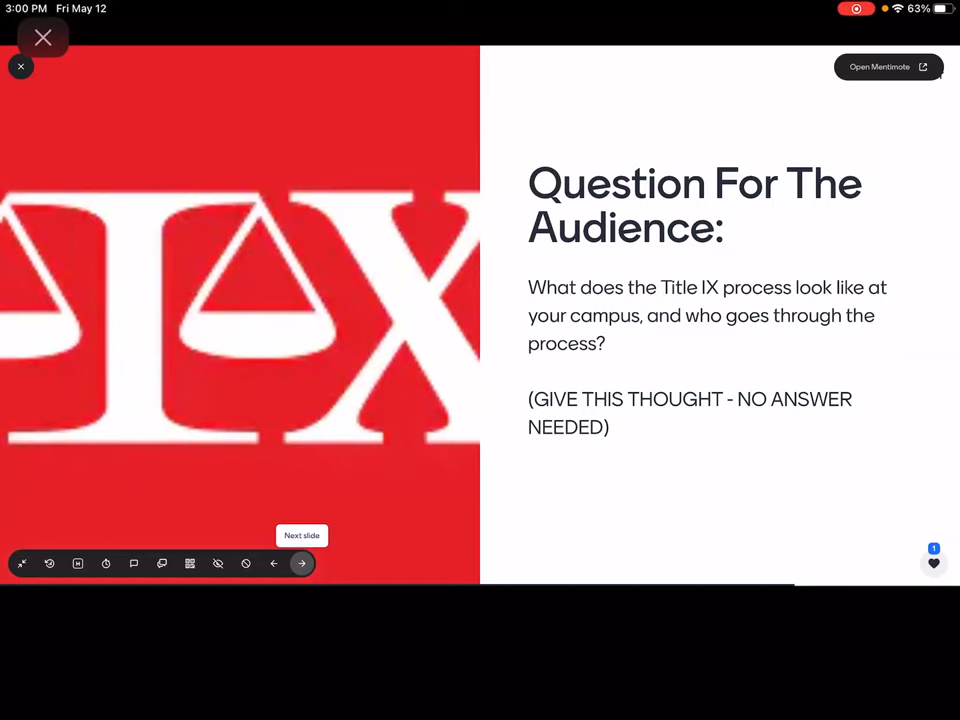 3:00 PM Fri May 12
63%
Open Mentimote
IX
Question For The
Audience:
What does the Title IX process look like at
your campus, and who goes through the
process?
(GIVE THIS THOUGHT - NO ANSWER
NEEDED)
Next slide
H
1